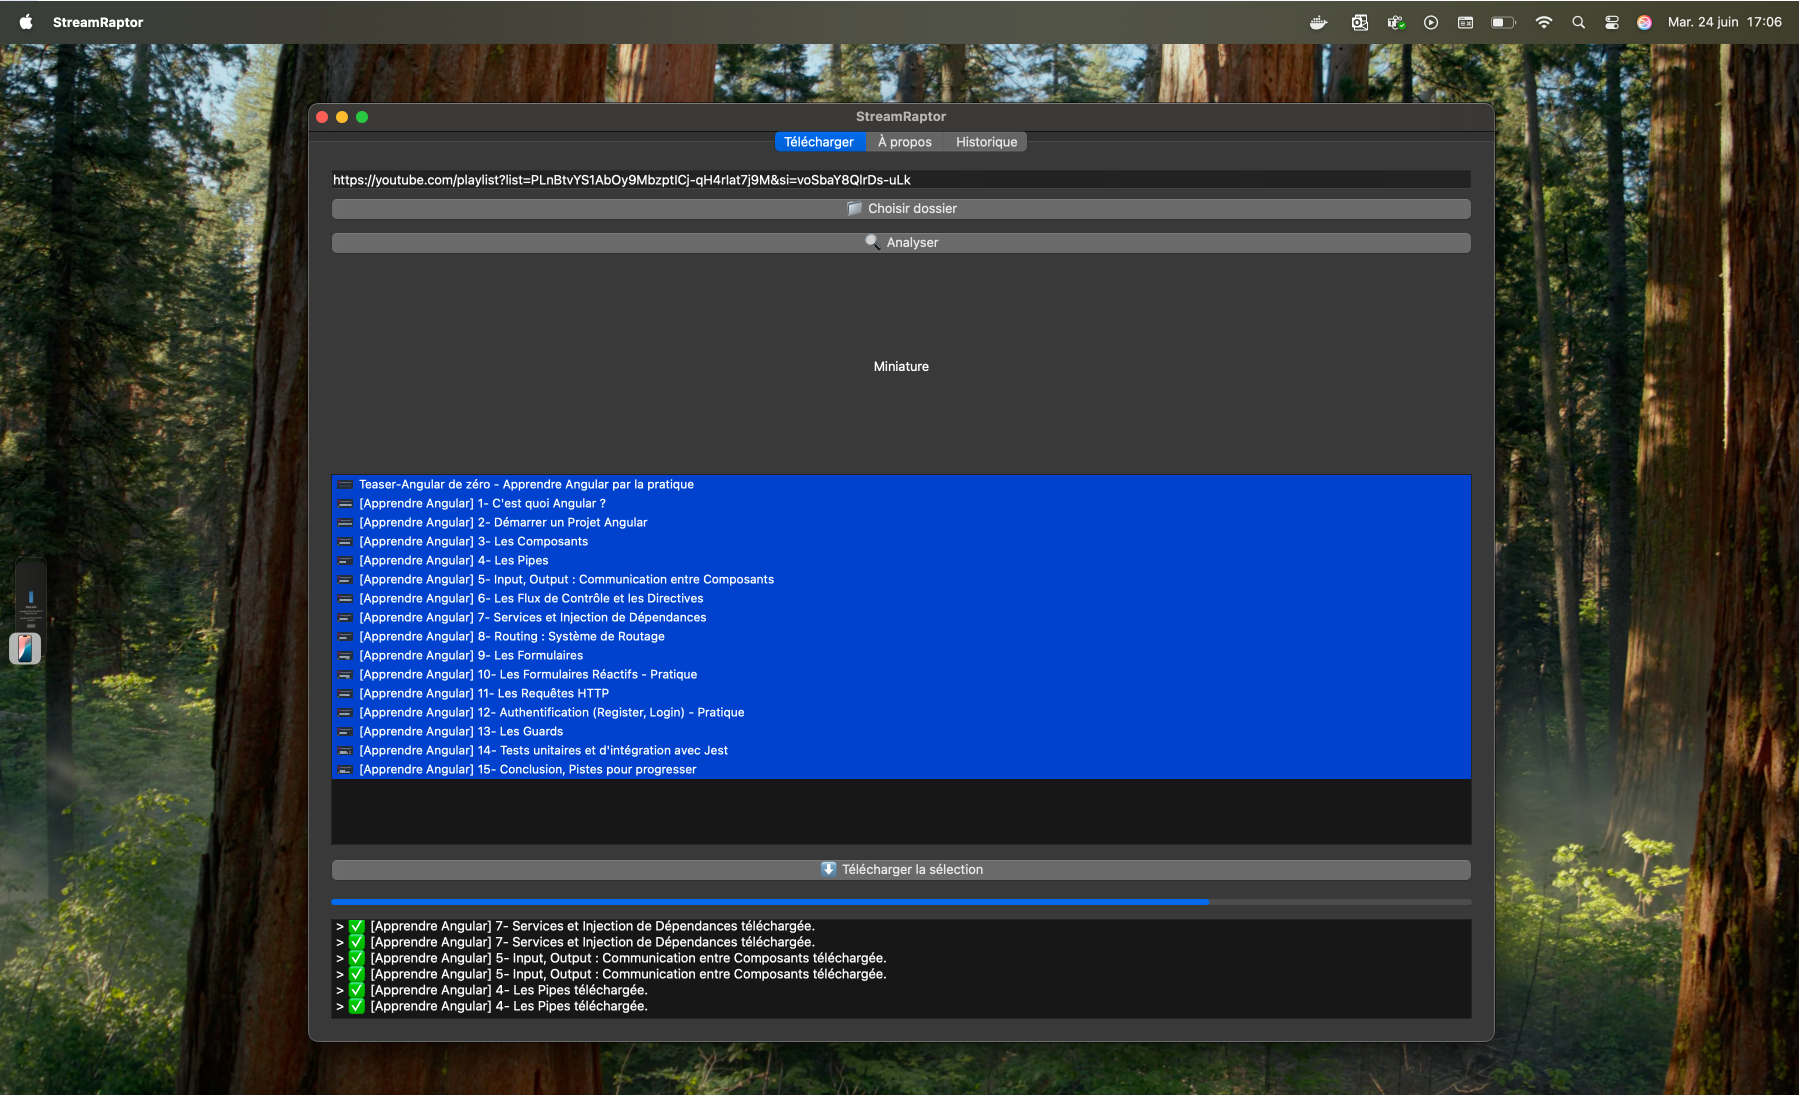 StreamRaptor
Mar. 24 juin 17:06
StreamRaptor
Télécharger
À propos
Historique
https://youtube.com/playlist?list=PLnBtvYS1AbOy9MbzptlCj-qH4rlat7j9M&si=voSbaY8QlrDs-uLk
Choisir dossier
Analyser
Miniature
Teaser-Angular de zéro - Apprendre Angular par la pratique
[Apprendre Angular] 1- C'est quoi Angular ?
[Apprendre Angular] 2- Démarrer un Projet Angular
[Apprendre Angular] 3- Les Composants
[Apprendre Angular] 4- Les Pipes
[Apprendre Angular] 5- Input, Output : Communication entre Composants
[Apprendre Angular] 6- Les Flux de Contrôle et les Directives
[Apprendre Angular] 7- Services et Injection de Dépendances
[Apprendre Angular] 8- Routing : Système de Routage
[Apprendre Angular] 9- Les Formulaires
[Apprendre Angular] 10- Les Formulaires Réactifs - Pratique
[Apprendre Angular] 11- Les Requêtes HTTP
[Apprendre Angular] 12- Authentification (Register, Login) - Pratique
[Apprendre Angular] 13- Les Guards
[Apprendre Angular] 14- Tests unitaires et d'intégration avec Jest
[Apprendre Angular] 15- Conclusion, Pistes pour progresser
Télécharger la sélection
> ✅ [Apprendre Angular] 7- Services et Injection de Dépendances téléchargée.
> ✅ [Apprendre Angular] 7- Services et Injection de Dépendances téléchargée.
> ✅ [Apprendre Angular] 5- Input, Output : Communication entre Composants téléchargée.
> ✅ [Apprendre Angular] 5- Input, Output : Communication entre Composants téléchargée.
> ✅ [Apprendre Angular] 4- Les Pipes téléchargée.
> ✅ [Apprendre Angular] 4- Les Pipes téléchargée.